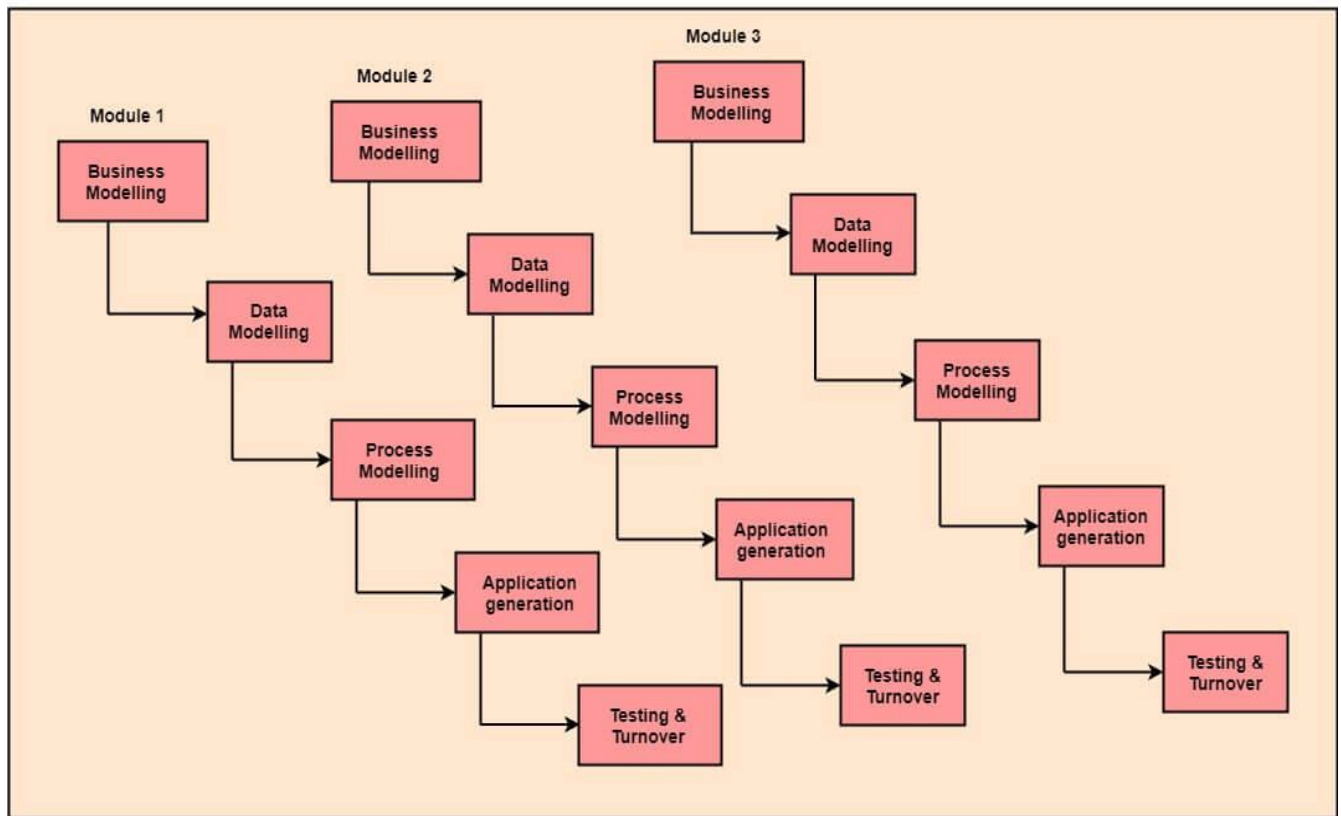 Module 1
Business
Modelling
Data
Modelling
Process
Modelling
Application
generation
Testing &
Turnover
Module 2
Business
Modelling
Data
Modelling
Process
Modelling
Application
generation
Testing &
Turnover
Module 3
Business
Modelling
Data
Modelling
Process
Modelling
Application
generation
Testing &
Turnover